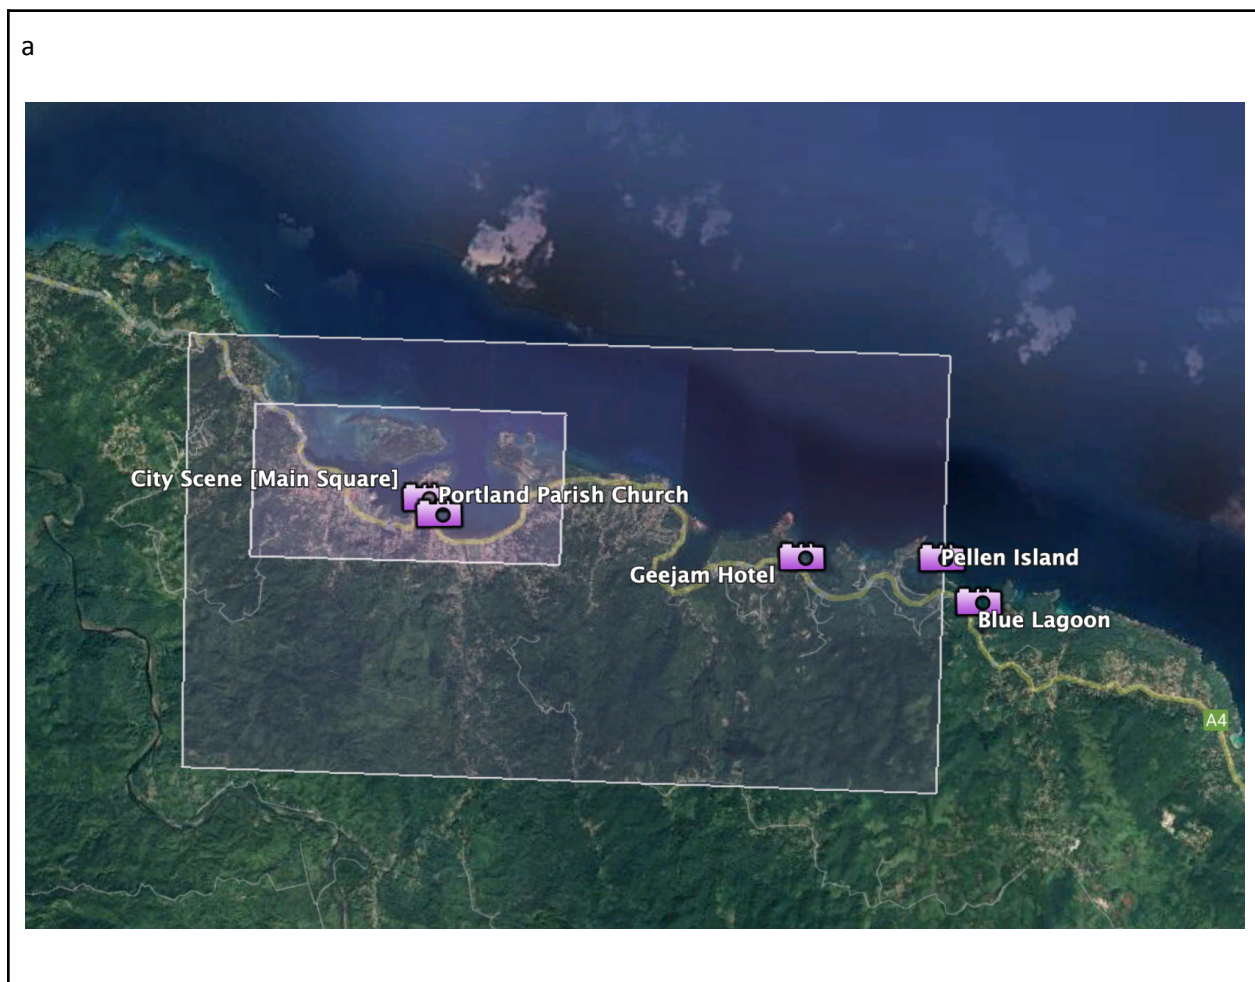 a
City Scene [Main Square]
Portland Parish Church
Geejam Hotel
Pellen Island
Blue Lagoon
A4